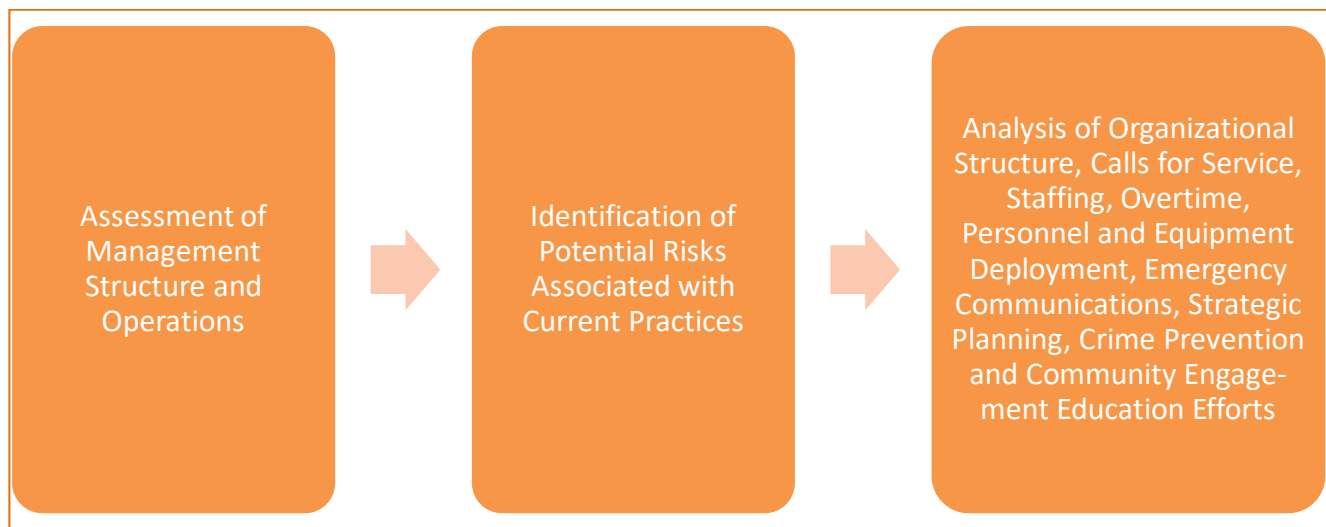 Assessment of
Management
Structure and
Operations
Identification of
Potential Risks
Associated with
Current Practices
Analysis of Organizational
Structure, Calls for Service,
Staffing, Overtime,
Personnel and Equipment
Deployment, Emergency
Communications, Strategic
Planning, Crime Prevention
and Community Engage-
ment Education Efforts